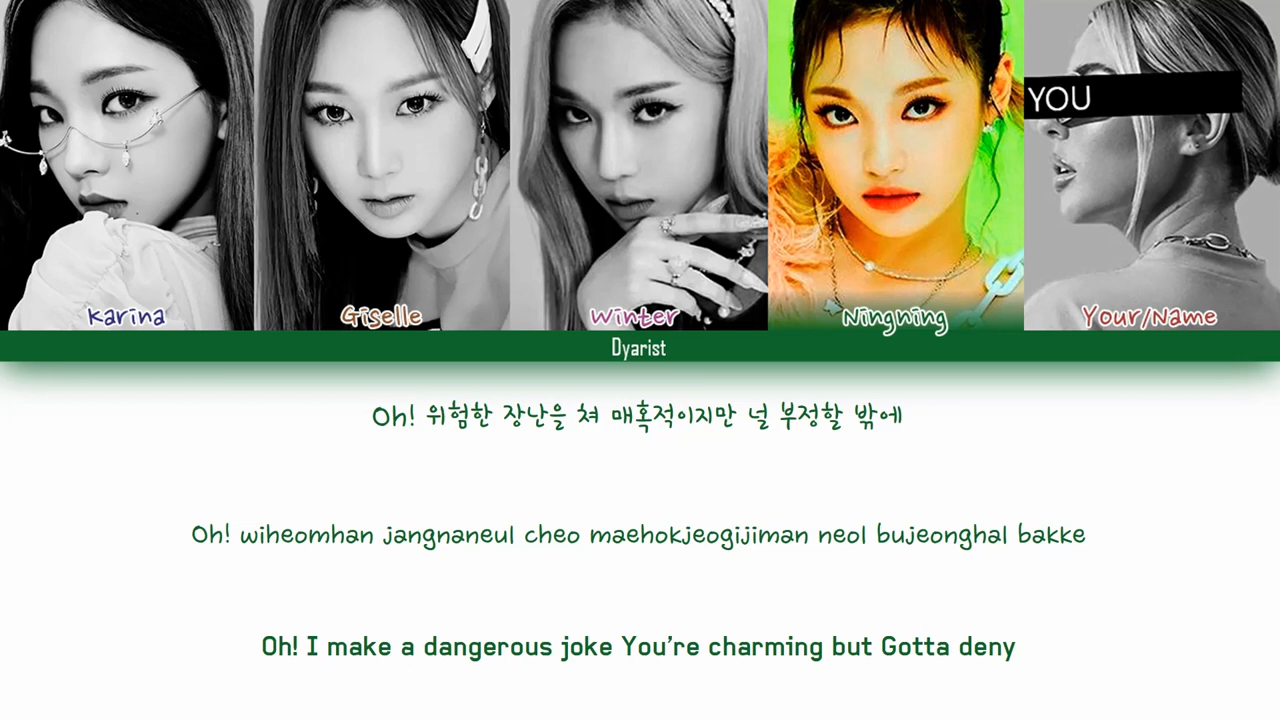 YOU
Karina
Giselle
Winter
Ningning
Your/Name
Dyarist
Oh! 위험한 장난을 쳐 매혹적이지만 널 부정할 밖에
Oh! wiheomhan jangnaneul cheo maehokjeogijiman neol bujeonghal bakke
Oh! I make a dangerous joke You're charming but Gotta deny